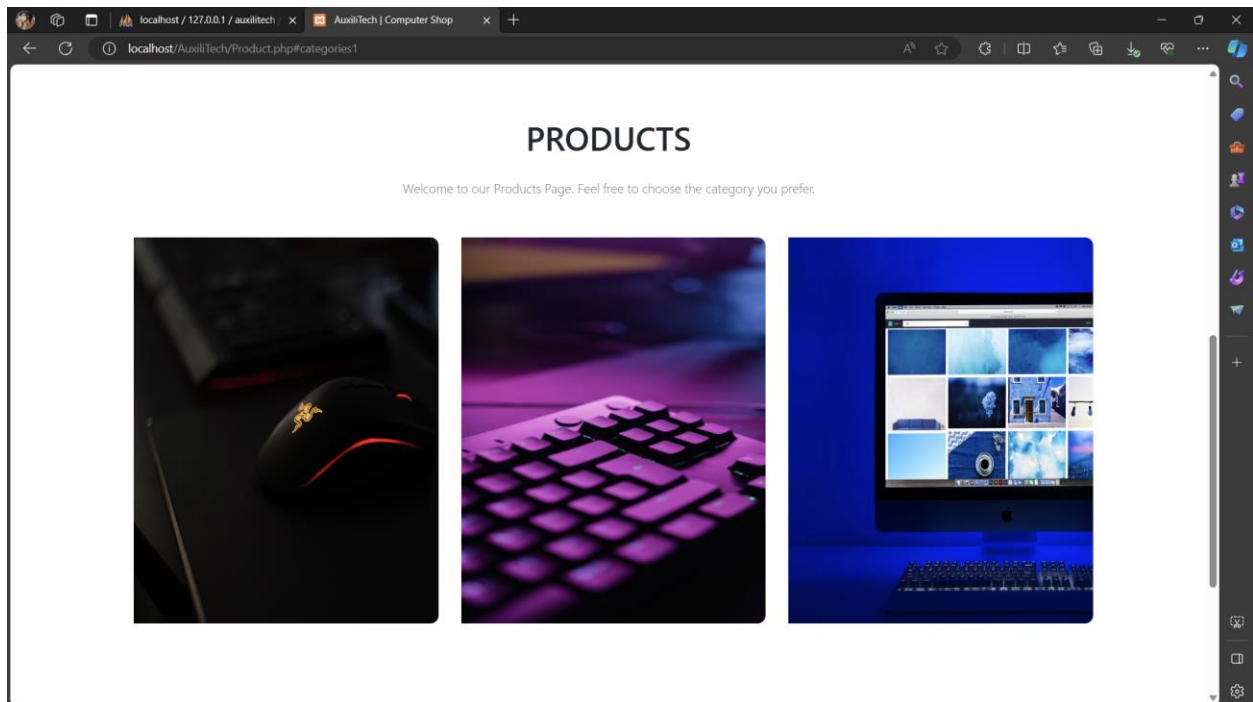 localhost / 127.0.0.1 / auxilitech /
AuxiliTech | Computer Shop
localhost/AuxiliTech/Product.php#categories1
PRODUCTS
Welcome to our Products Page. Feel free to choose the category you prefer.